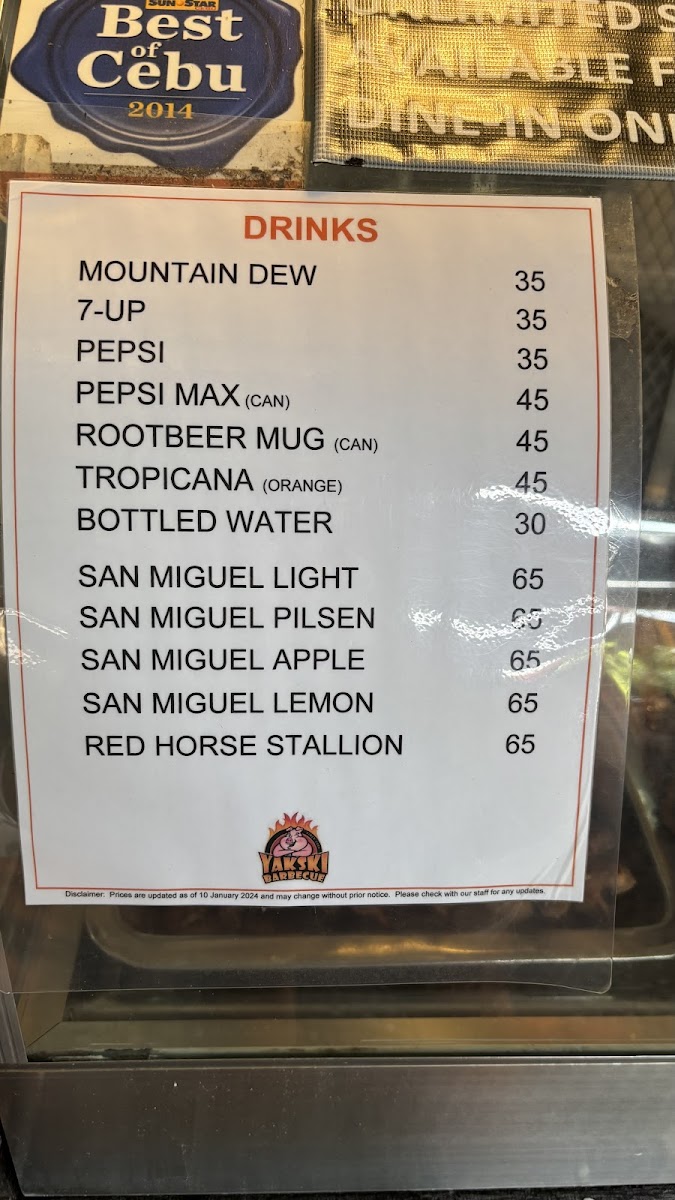 SUN STAR
Best
of
Cebu
2014
UNLIMITED
AVAILABLE
DINE-IN
DRINKS
MOUNTAIN DEW 35
7-UP 35
PEPSI 35
PEPSI MAX (CAN) 45
ROOTBEER MUG (CAN) 45
TROPICANA (ORANGE) 45
BOTTLED WATER 30
SAN MIGUEL LIGHT 65
SAN MIGUEL PILSEN 65
SAN MIGUEL APPLE 65
SAN MIGUEL LEMON 65
RED HORSE STALLION 65
YAKSKI
BARBECUE
Disclaimer: Prices are updated as of 10 January 2024 and may change without prior notice. Please check with our staff for any updates.